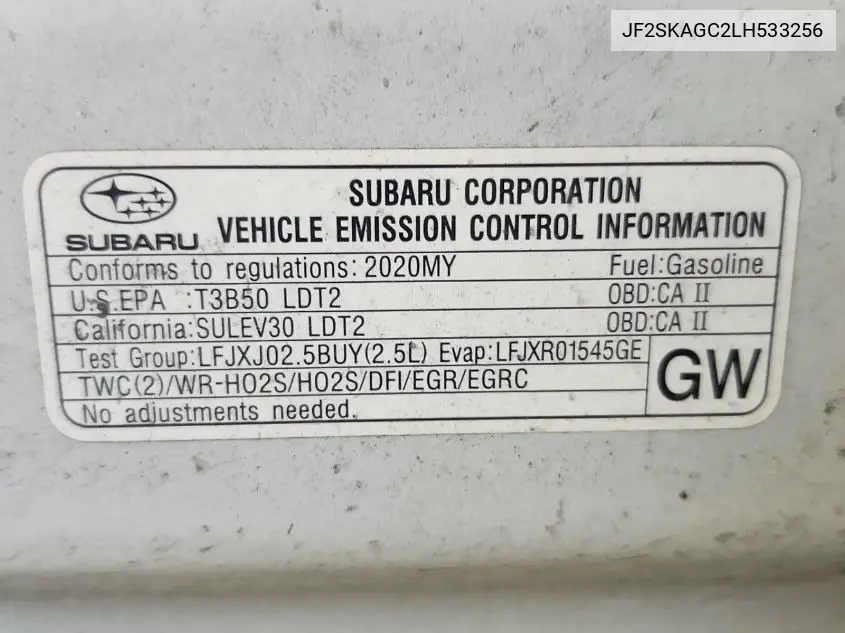 JF2SKAGC2LH533256
SUBARU CORPORATION
SUBARU VEHICLE EMISSION CONTROL INFORMATION
Conforms to regulations: 2020MY Fuel:Gasoline
U.S.EPA :T3B50 LDT2 OBD:CA II
California:SULEV30 LDT2 OBD:CA II
Test Group:LFJXJ02.5BUY(2.5L) Evap:LFJXR01545GE
TWC(2)/WR-HO2S/HO2S/DFI/EGR/EGRC
GW
No adjustments needed.